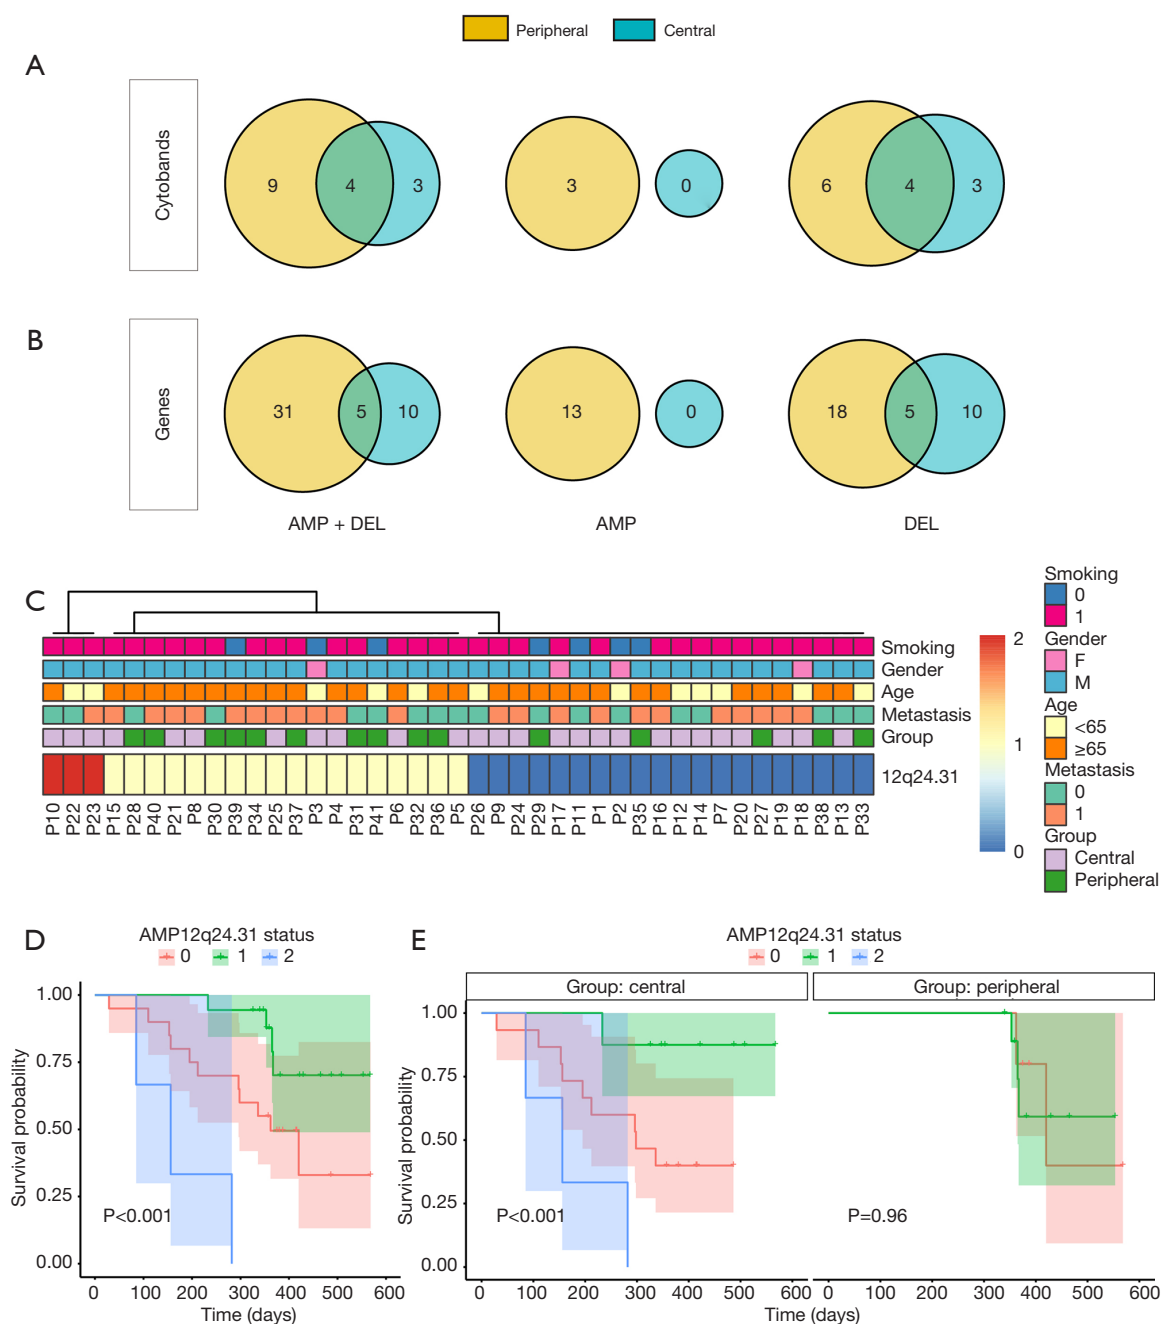 Peripheral Central
A
Cytobands
9 4 3
3 0
6 4 3
B
Genes
31 5 10
13 0
18 5 10
AMP + DEL AMP DEL
C
Smoking
Gender
Age
Metastasis
Group
12q24.31
P10 P22 P23 P15 P28 P40 P21 P8 P30 P39 P34 P25 P37 P3 P4 P31 P41 P6 P32 P36 P5 P26 P9 P24 P29 P17 P11 P1 P2 P35 P16 P12 P14 P7 P20 P27 P19 P18 P38 P13 P33
2
1
0
Smoking
0
1
Gender
F
M
Age
<65
≥65
Metastasis
0
1
Group
Central
Peripheral
D
AMP12q24.31 status
0 1 2
Survival probability
1.00
0.75
0.50
0.25
0.00
P<0.001
0 100 200 300 400 500 600
Time (days)
E
AMP12q24.31 status
0 1 2
Group: central Group: peripheral
Survival probability
1.00
0.75
0.50
0.25
0.00
P<0.001 P=0.96
0 100 200 300 400 500 600 0 100 200 300 400 500 600
Time (days) Time (days)